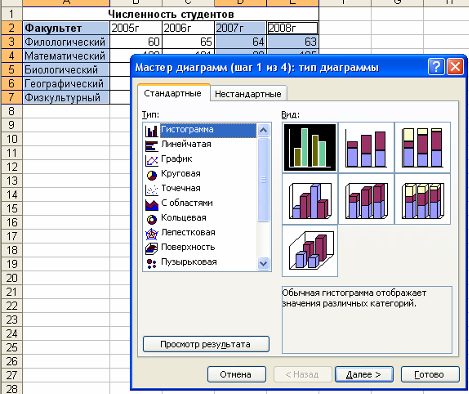 A B C D E F G H
1 Численность студентов
2 Факультет 2005г 2006г 2007г 2008г
3 Филологический 60 65 64 63
4 Математический
5 Биологический
6 Географический
7 Физкультурный
8
9
10
11
12
13
14
15
16
17
18
19
20
21
22
23
24
25
26
27
28
Мастер диаграмм (шаг 1 из 4): тип диаграммы
Стандартные Нестандартные
Тип: Вид:
Гистограмма
Линейчатая
График
Круговая
Точечная
С областями
Кольцевая
Лепестковая
Поверхность
Пузырьковая
Обычная гистограмма отображает
значения различных категорий.
Просмотр результата
Отмена < Назад Далее > Готово